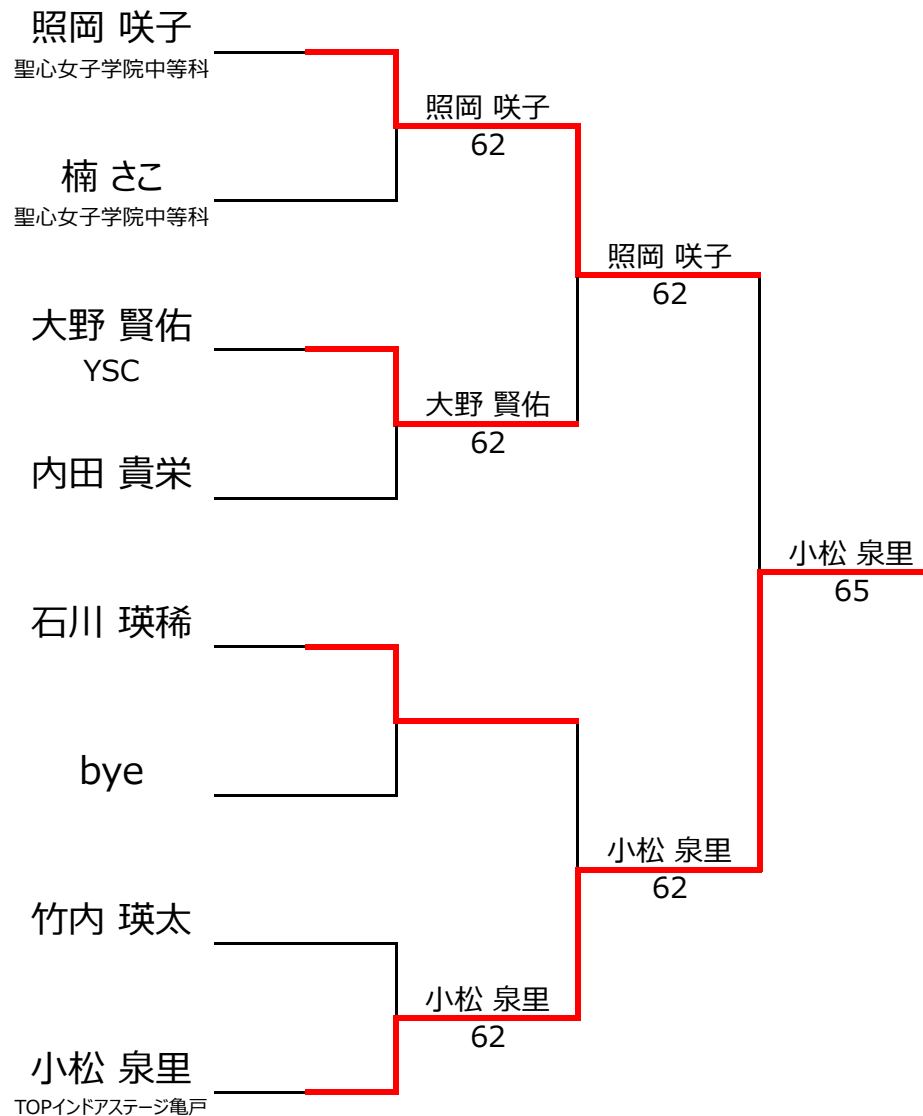 照岡 咲子
聖心女子学院中等科
照岡 咲子
62
楠 さこ
聖心女子学院中等科
照岡 咲子
62
大野 賢佑
YSC
大野 賢佑
62
内田 貴栄
小松 泉里
65
石川 瑛稀
bye
小松 泉里
62
竹内 瑛太
小松 泉里
62
小松 泉里
TOPインドアステージ亀戸